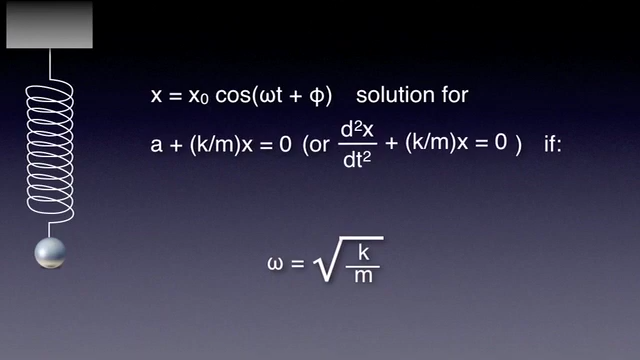 x = x₀ cos(ωt + φ) solution for
a + (k/m)x = 0 (or d²x/dt² + (k/m)x = 0 ) if:
ω = √(k/m)